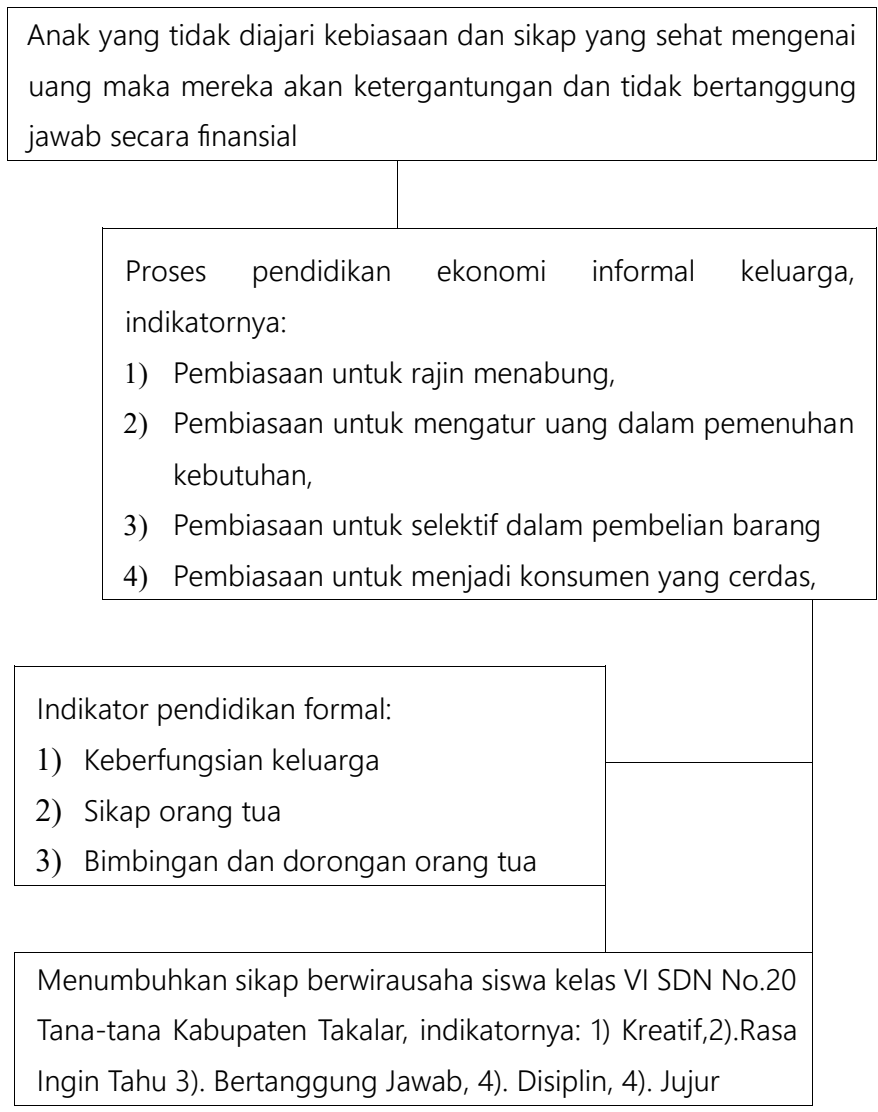 Anak yang tidak diajari kebiasaan dan sikap yang sehat mengenai
uang maka mereka akan ketergantungan dan tidak bertanggung
jawab secara finansial
Proses pendidikan ekonomi informal keluarga,
indikatornya:
1) Pembiasaan untuk rajin menabung,
2) Pembiasaan untuk mengatur uang dalam pemenuhan
kebutuhan,
3) Pembiasaan untuk selektif dalam pembelian barang
4) Pembiasaan untuk menjadi konsumen yang cerdas,
Indikator pendidikan formal:
1) Keberfungsian keluarga
2) Sikap orang tua
3) Bimbingan dan dorongan orang tua
Menumbuhkan sikap berwirausaha siswa kelas VI SDN No.20
Tana-tana Kabupaten Takalar, indikatornya: 1) Kreatif,2).Rasa
Ingin Tahu 3). Bertanggung Jawab, 4). Disiplin, 4). Jujur